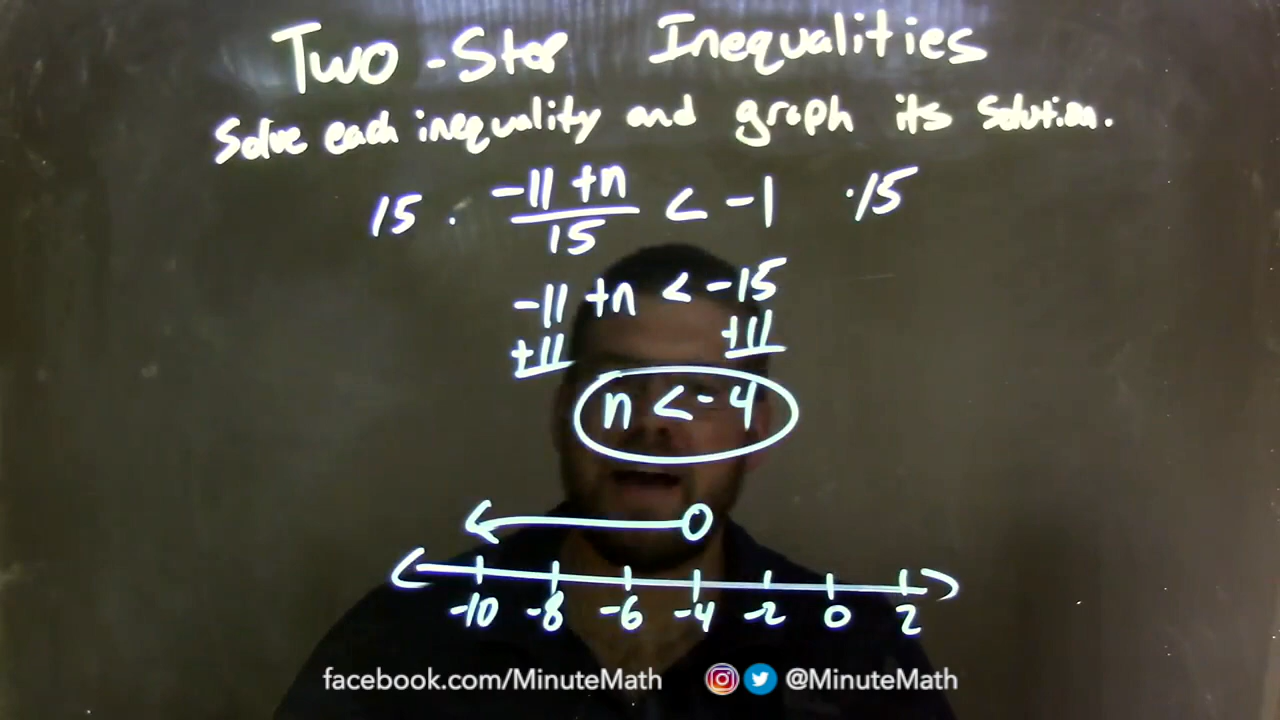 Two-Step Inequalities
Solve each inequality and graph its solution.
15 · -11 +n / 15 < -1 ·15
-11 +n < -15
+11 +11
n < -4
-10 -8 -6 -4 -2 0 2
facebook.com/MinuteMath @MinuteMath